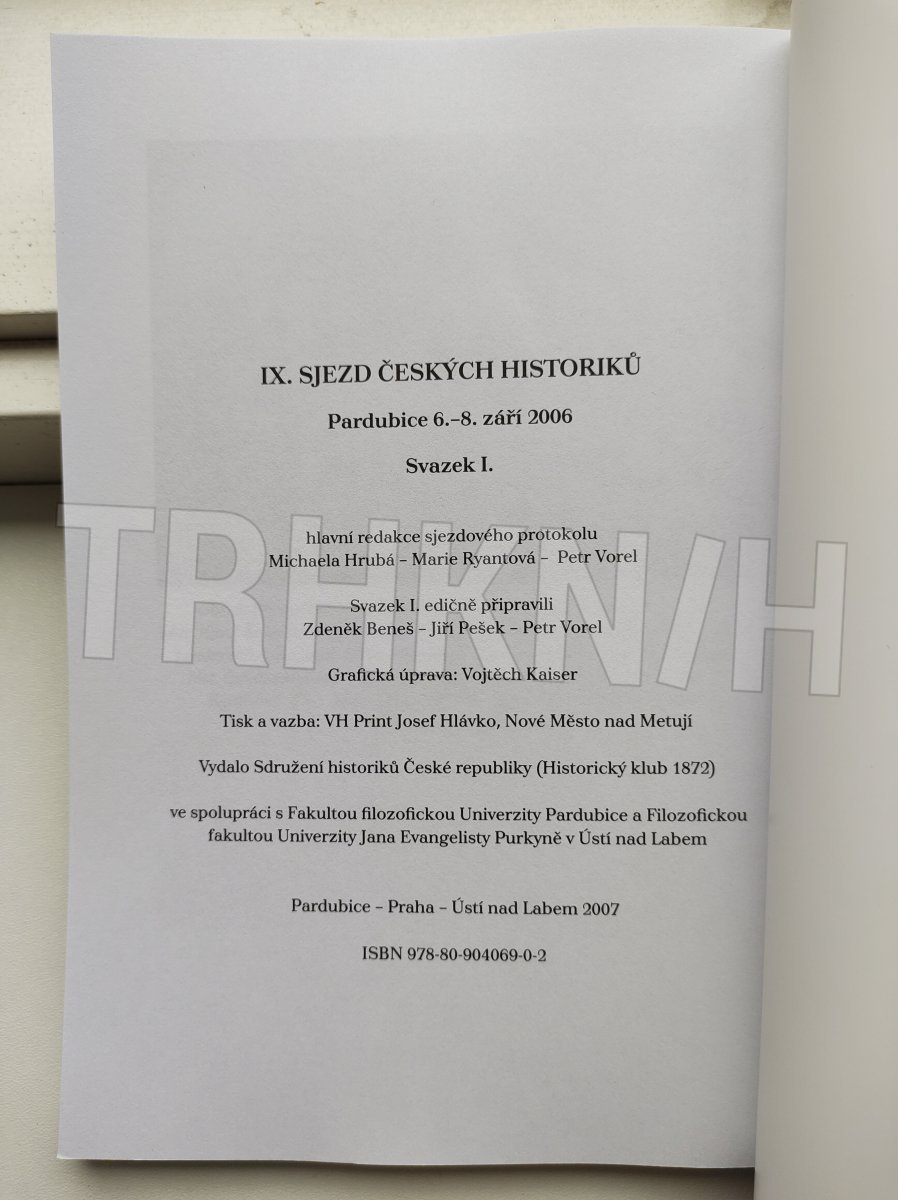 IX. SJEZD ČESKÝCH HISTORIKŮ
Pardubice 6.–8. září 2006
Svazek I.
hlavní redakce sjezdového protokolu
Michaela Hrubá – Marie Ryantová – Petr Vorel
Svazek I. edičně připravili
Zdeněk Beneš – Jiří Pešek – Petr Vorel
Grafická úprava: Vojtěch Kaiser
Tisk a vazba: VH Print Josef Hlávko, Nové Město nad Metují
Vydalo Sdružení historiků České republiky (Historický klub 1872)
ve spolupráci s Fakultou filozofickou Univerzity Pardubice a Filozofickou
fakultou Univerzity Jana Evangelisty Purkyně v Ústí nad Labem
Pardubice – Praha – Ústí nad Labem 2007
ISBN 978-80-904069-0-2
TRHKN/H